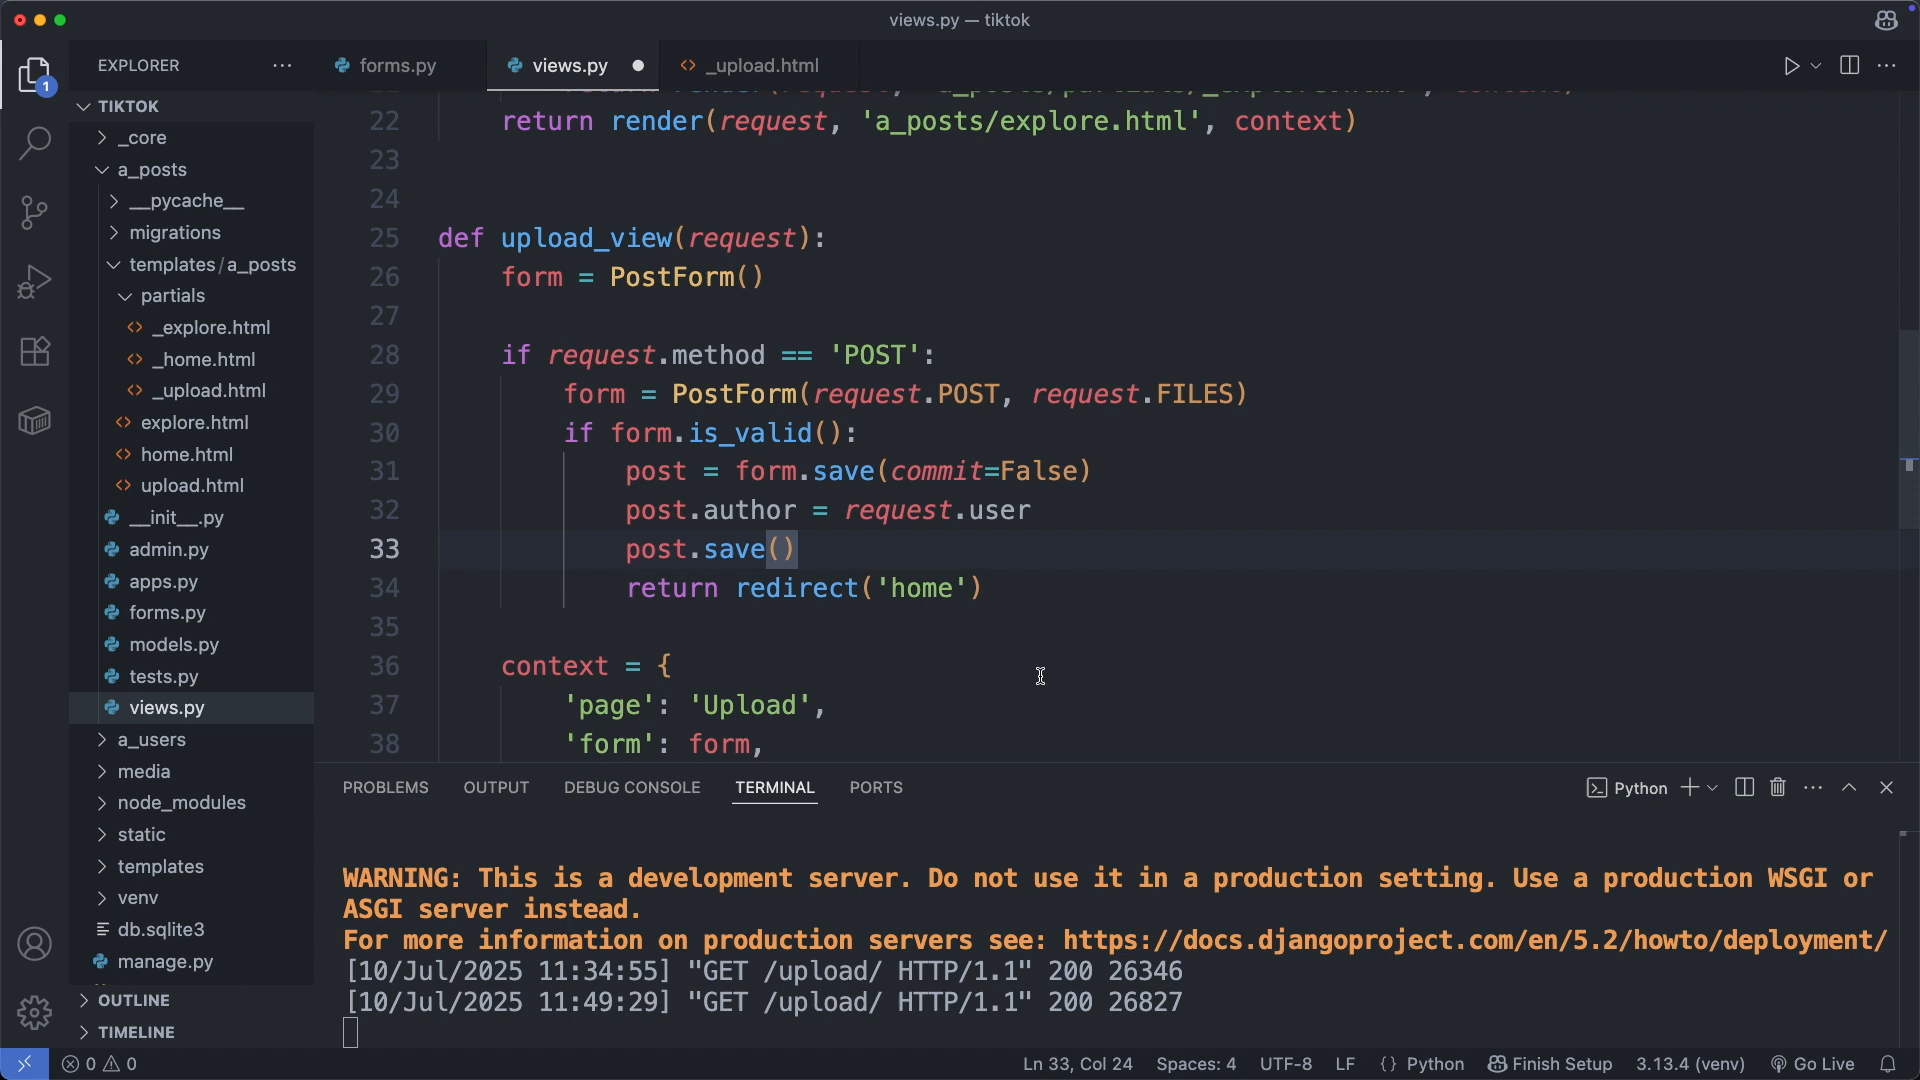 views.py — tiktok
EXPLORER
TIKTOK
_core
a_posts
__pycache__
migrations
templates/a_posts
partials
_explore.html
_home.html
_upload.html
explore.html
home.html
upload.html
__init__.py
admin.py
apps.py
forms.py
models.py
tests.py
views.py
a_users
media
node_modules
static
templates
venv
db.sqlite3
manage.py
OUTLINE
TIMELINE
1
forms.py
views.py
_upload.html
22 return render(request, 'a_posts/explore.html', context)
23
24
25 def upload_view(request):
26 form = PostForm()
27
28 if request.method == 'POST':
29 form = PostForm(request.POST, request.FILES)
30 if form.is_valid():
31 post = form.save(commit=False)
32 post.author = request.user
33 post.save()
34 return redirect('home')
35
36 context = {
37 'page': 'Upload',
38 'form': form,
PROBLEMS OUTPUT DEBUG CONSOLE TERMINAL PORTS
Python
WARNING: This is a development server. Do not use it in a production setting. Use a production WSGI or
ASGI server instead.
For more information on production servers see: https://docs.djangoproject.com/en/5.2/howto/deployment/
[10/Jul/2025 11:34:55] "GET /upload/ HTTP/1.1" 200 26346
[10/Jul/2025 11:49:29] "GET /upload/ HTTP/1.1" 200 26827
0 0 Ln 33, Col 24 Spaces: 4 UTF-8 LF {} Python Finish Setup 3.13.4 (venv) Go Live